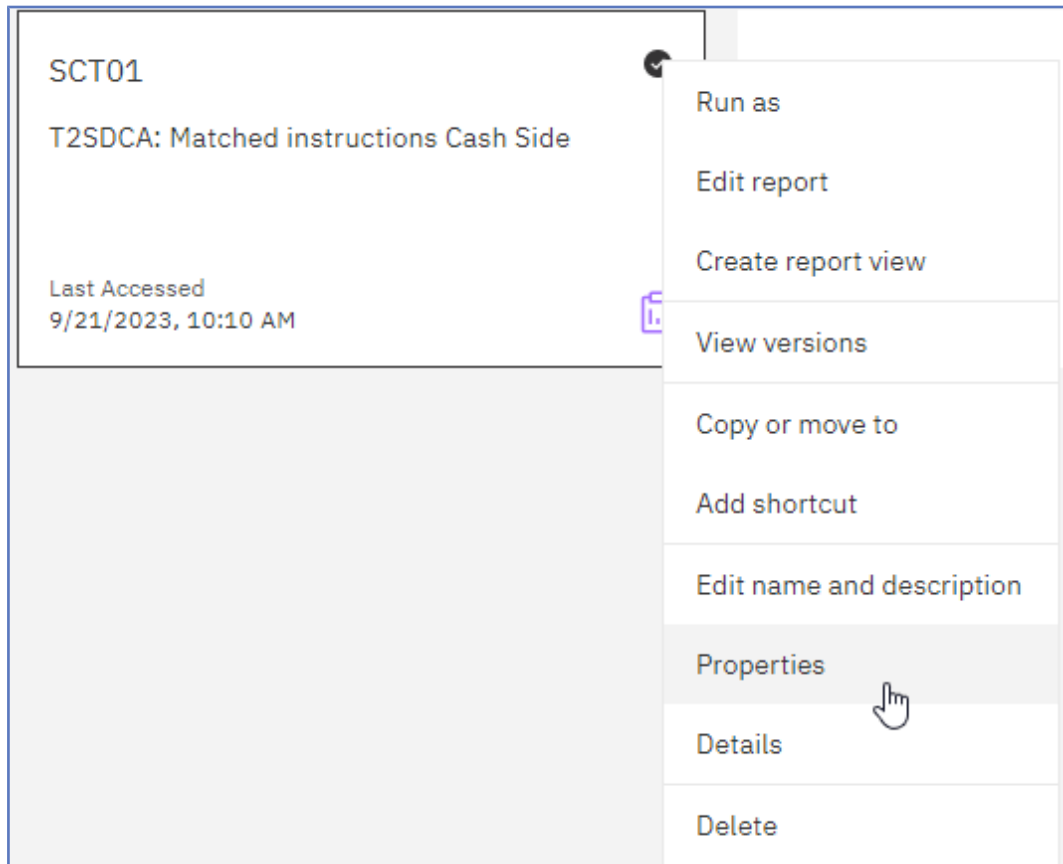 SCT01
T2SDCA: Matched instructions Cash Side
Last Accessed
9/21/2023, 10:10 AM
Run as
Edit report
Create report view
View versions
Copy or move to
Add shortcut
Edit name and description
Properties
Details
Delete